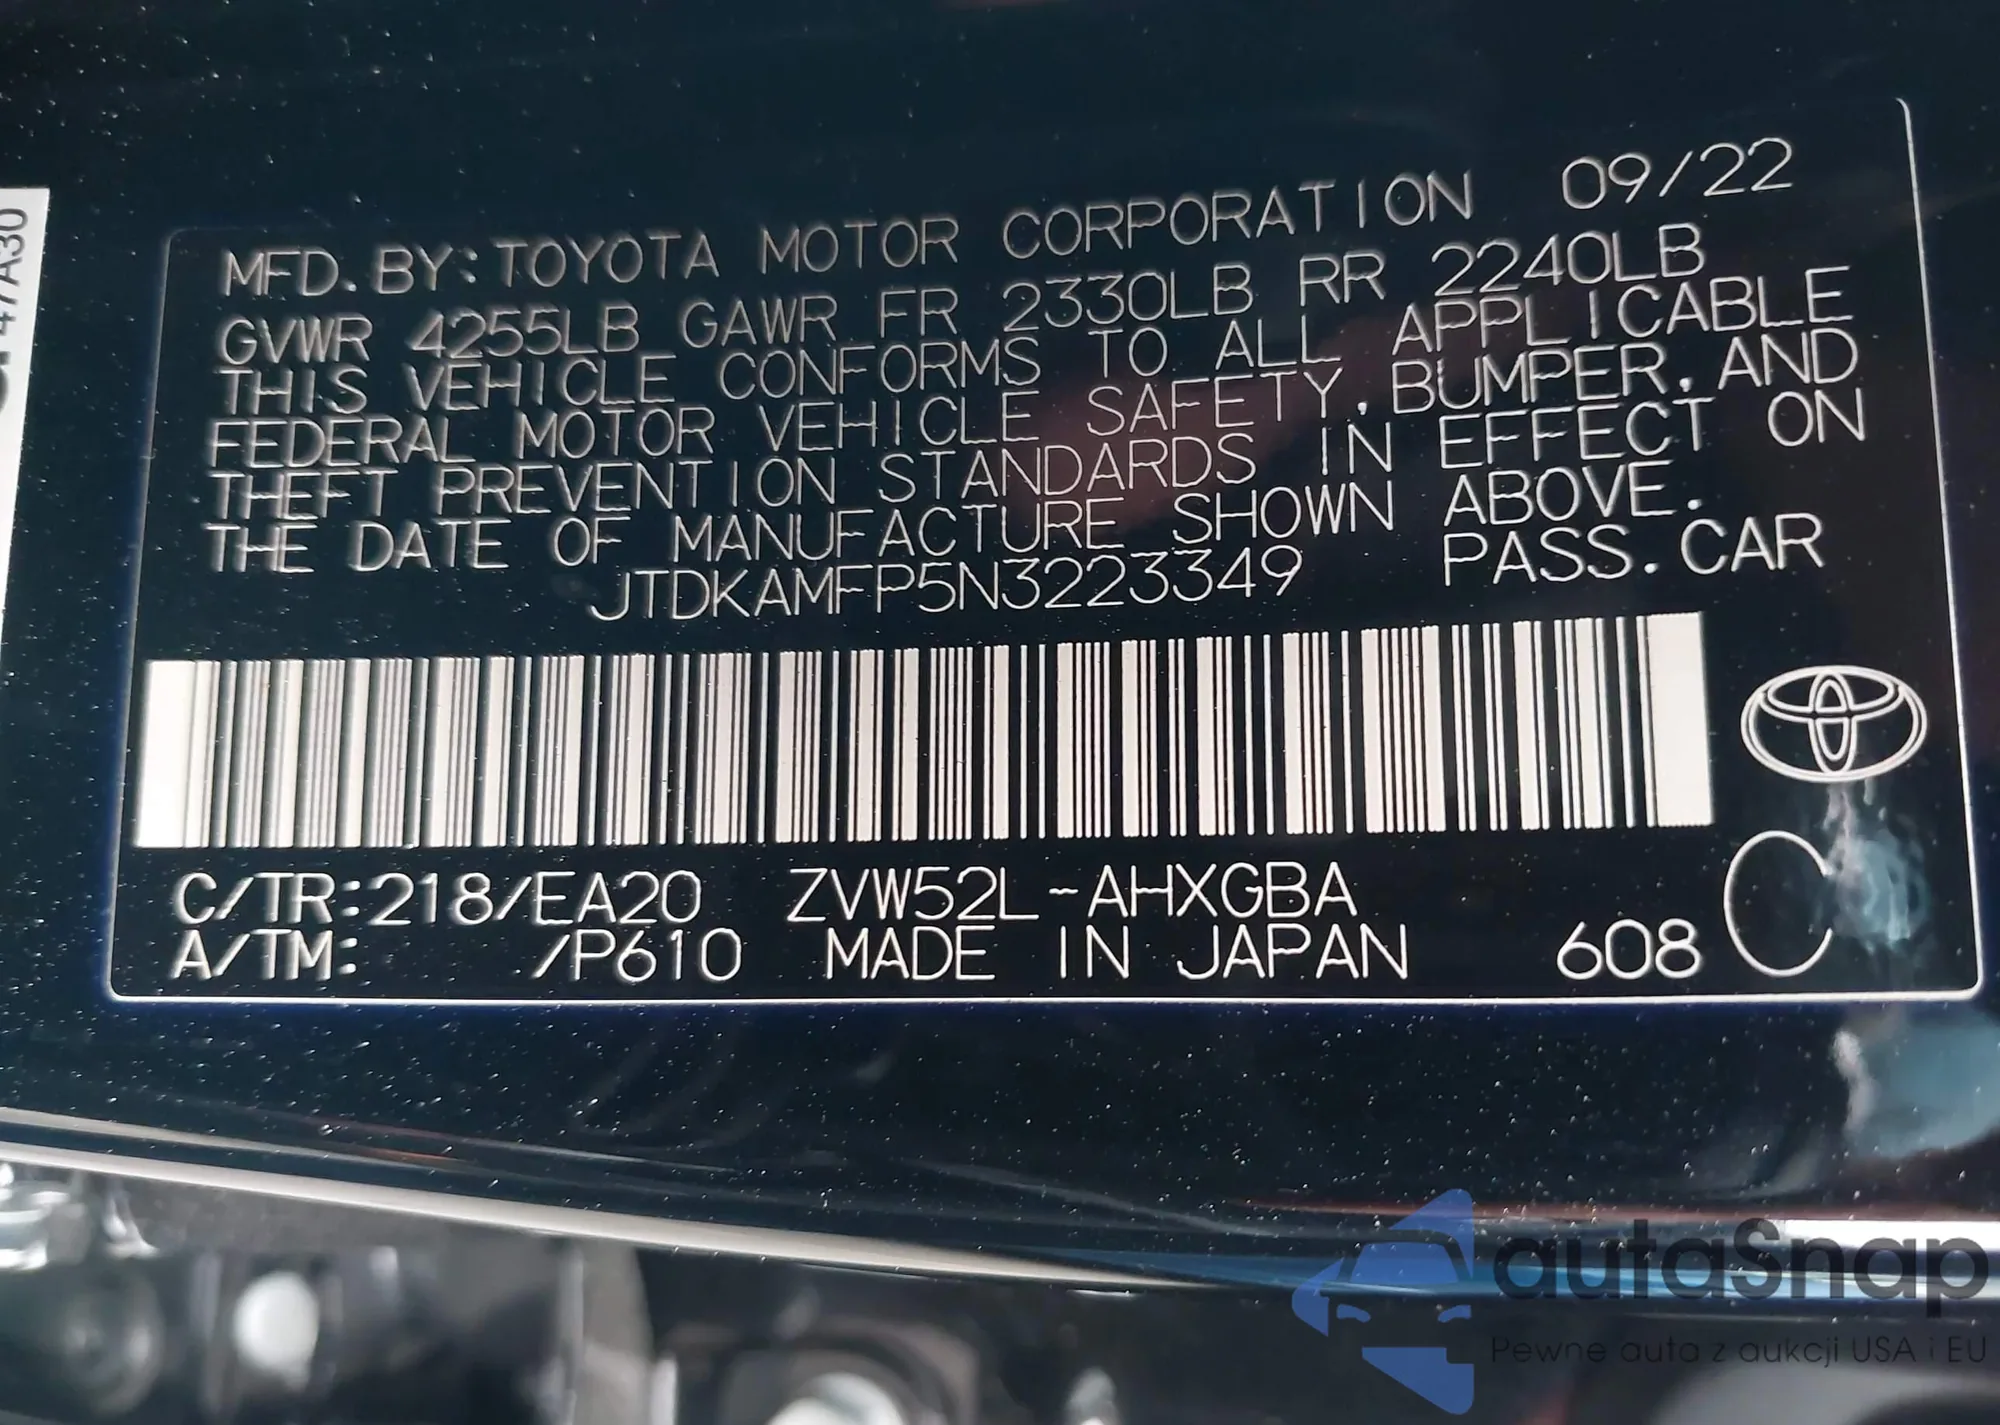 47A30
MFD. BY: TOYOTA MOTOR CORPORATION 09/22
GVWR 4255LB GAWR FR 2330LB RR 2240LB
THIS VEHICLE CONFORMS TO ALL APPLICABLE
FEDERAL MOTOR VEHICLE SAFETY, BUMPER, AND
THEFT PREVENTION STANDARDS IN EFFECT ON
THE DATE OF MANUFACTURE SHOWN ABOVE.
JTDKAMFP5N3223349 PASS. CAR
C/TR:218/EA20 ZVW52L-AHXGBA
A/TM: /P610 MADE IN JAPAN 608 C
autaSnap
Pewne auta z aukcji USA i EU